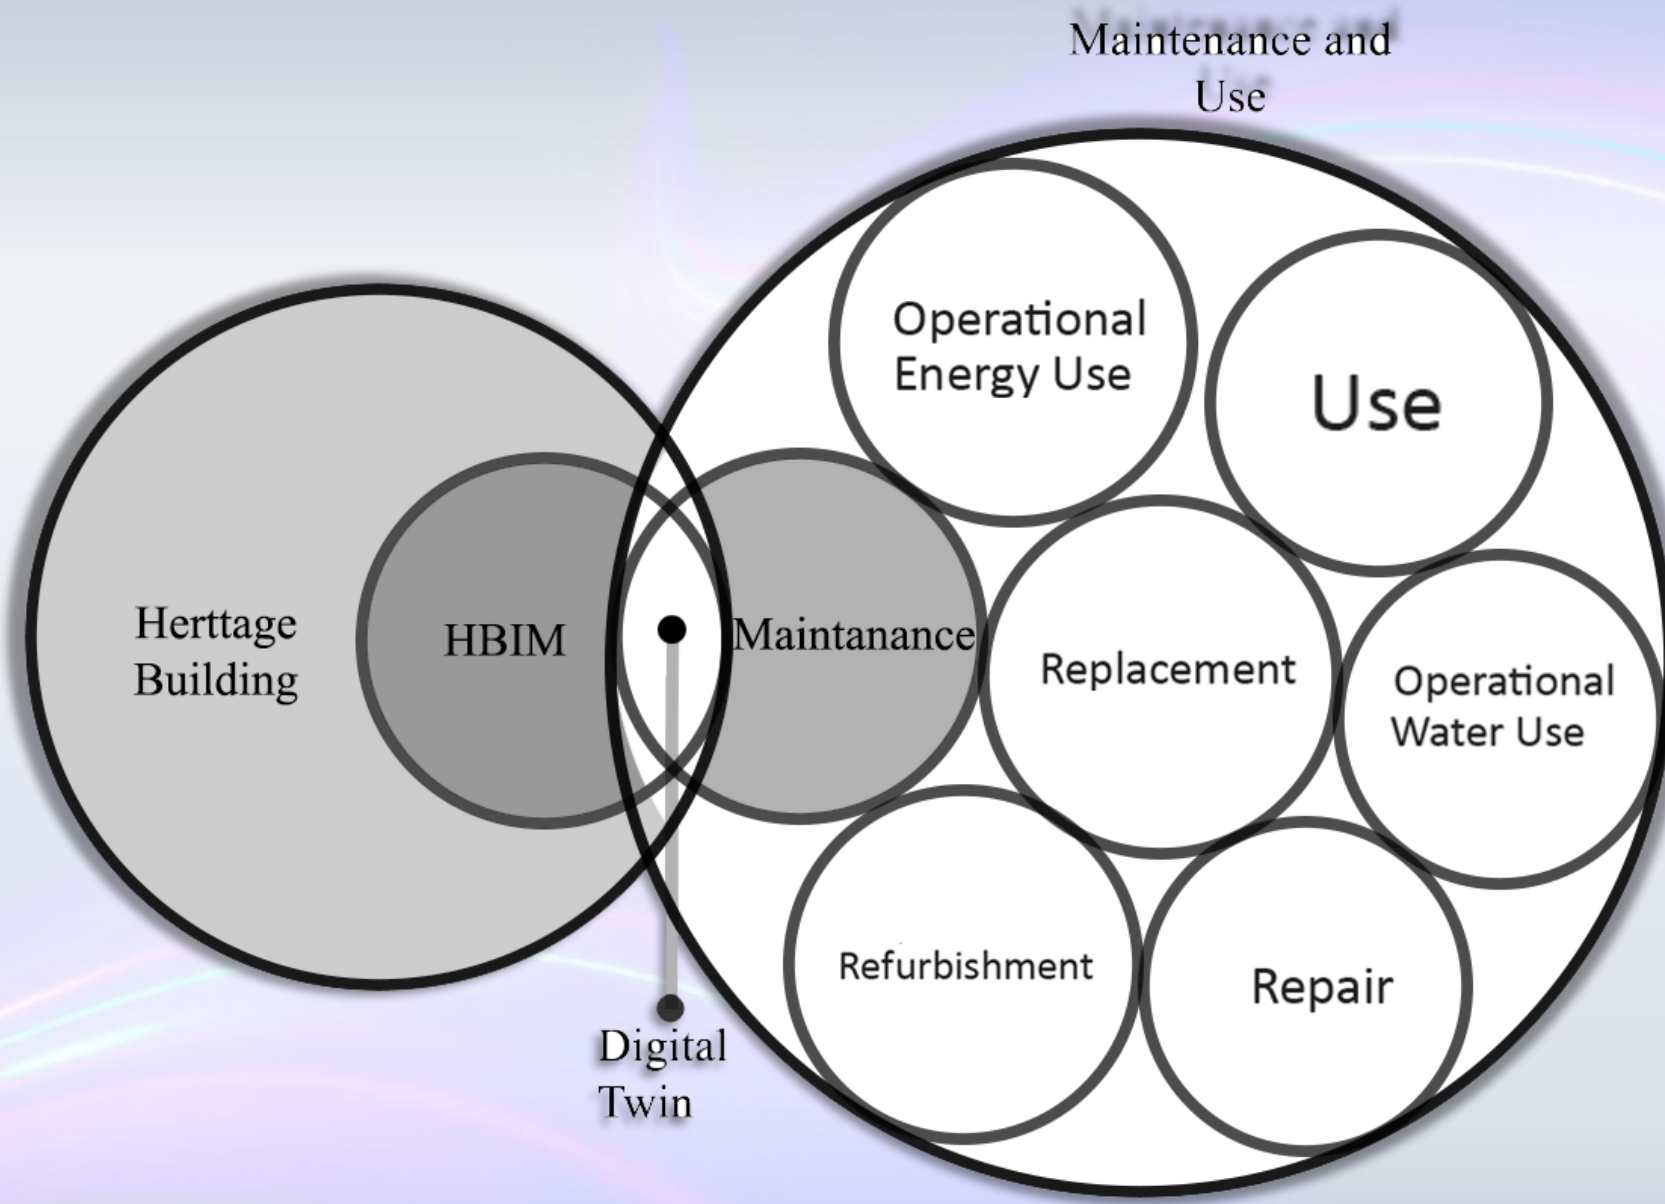 Maintenance and
Use
Operational
Energy Use
Use
Herttage
Building
HBIM
Maintanance
Replacement
Operational
Water Use
Refurbishment
Repair
Digital
Twin